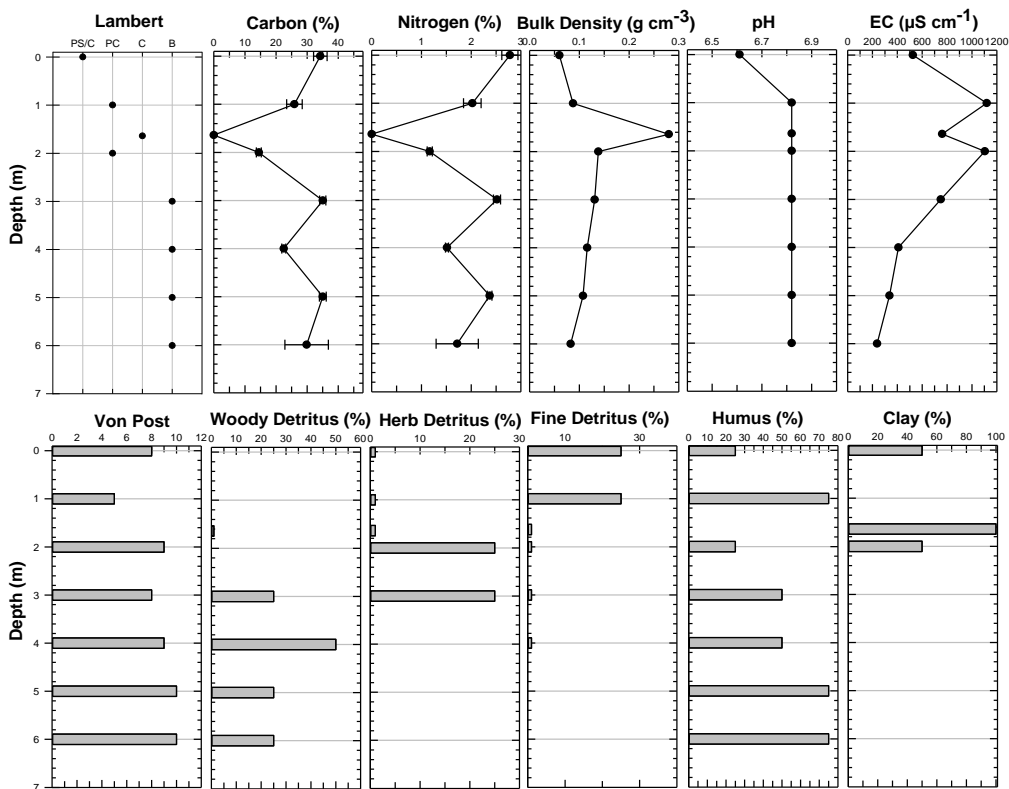 Lambert Carbon (%) Nitrogen (%) Bulk Density (g cm-3) pH EC (µS cm-1)
PS/C PC C B 0 10 20 30 40 0 1 2 3 0.0 0.1 0.2 0.3 6.5 6.7 6.9 0 200 400 600 800 1000 1200
0
1
2
3
4
5
6
7
Depth (m)
Von Post Woody Detritus (%) Herb Detritus (%) Fine Detritus (%) Humus (%) Clay (%)
0 2 4 6 8 10 12 0 10 20 30 40 50 60 0 10 20 30 10 30 0 10 20 30 40 50 60 70 80 0 20 40 60 80 100
0
1
2
3
4
5
6
7
Depth (m)